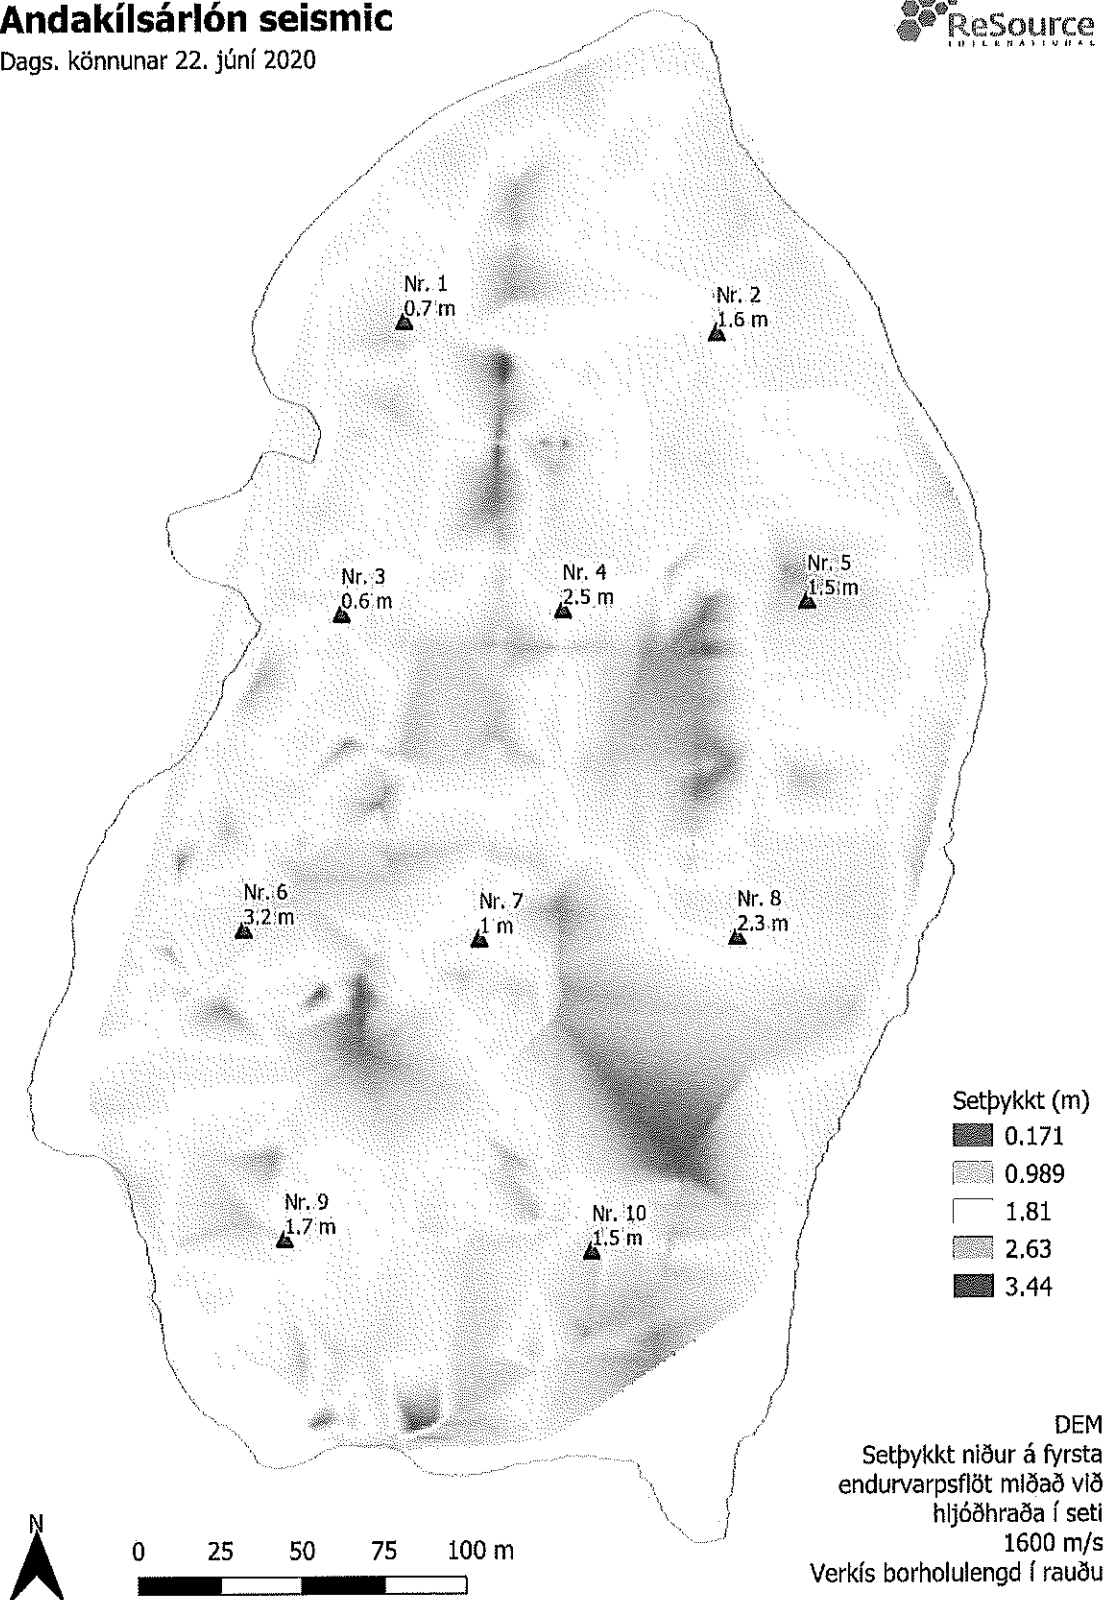 Andakílsárlón seismic
Dags. könnunar 22. júní 2020
ReSource
INTERNATIONAL
Nr. 1
0.7 m
Nr. 2
1.6 m
Nr. 3
0.6 m
Nr. 4
2.5 m
Nr. 5
1.5 m
Nr. 6
3.2 m
Nr. 7
1 m
Nr. 8
2.3 m
Nr. 9
1.7 m
Nr. 10
1.5 m
Setþykkt (m)
0.171
0.989
1.81
2.63
3.44
DEM
Setþykkt niður á fyrsta
endurvarpsflöt miðað við
hljóðhraða í seti
1600 m/s
Verkís borholulengd í rauðu
N
0 25 50 75 100 m